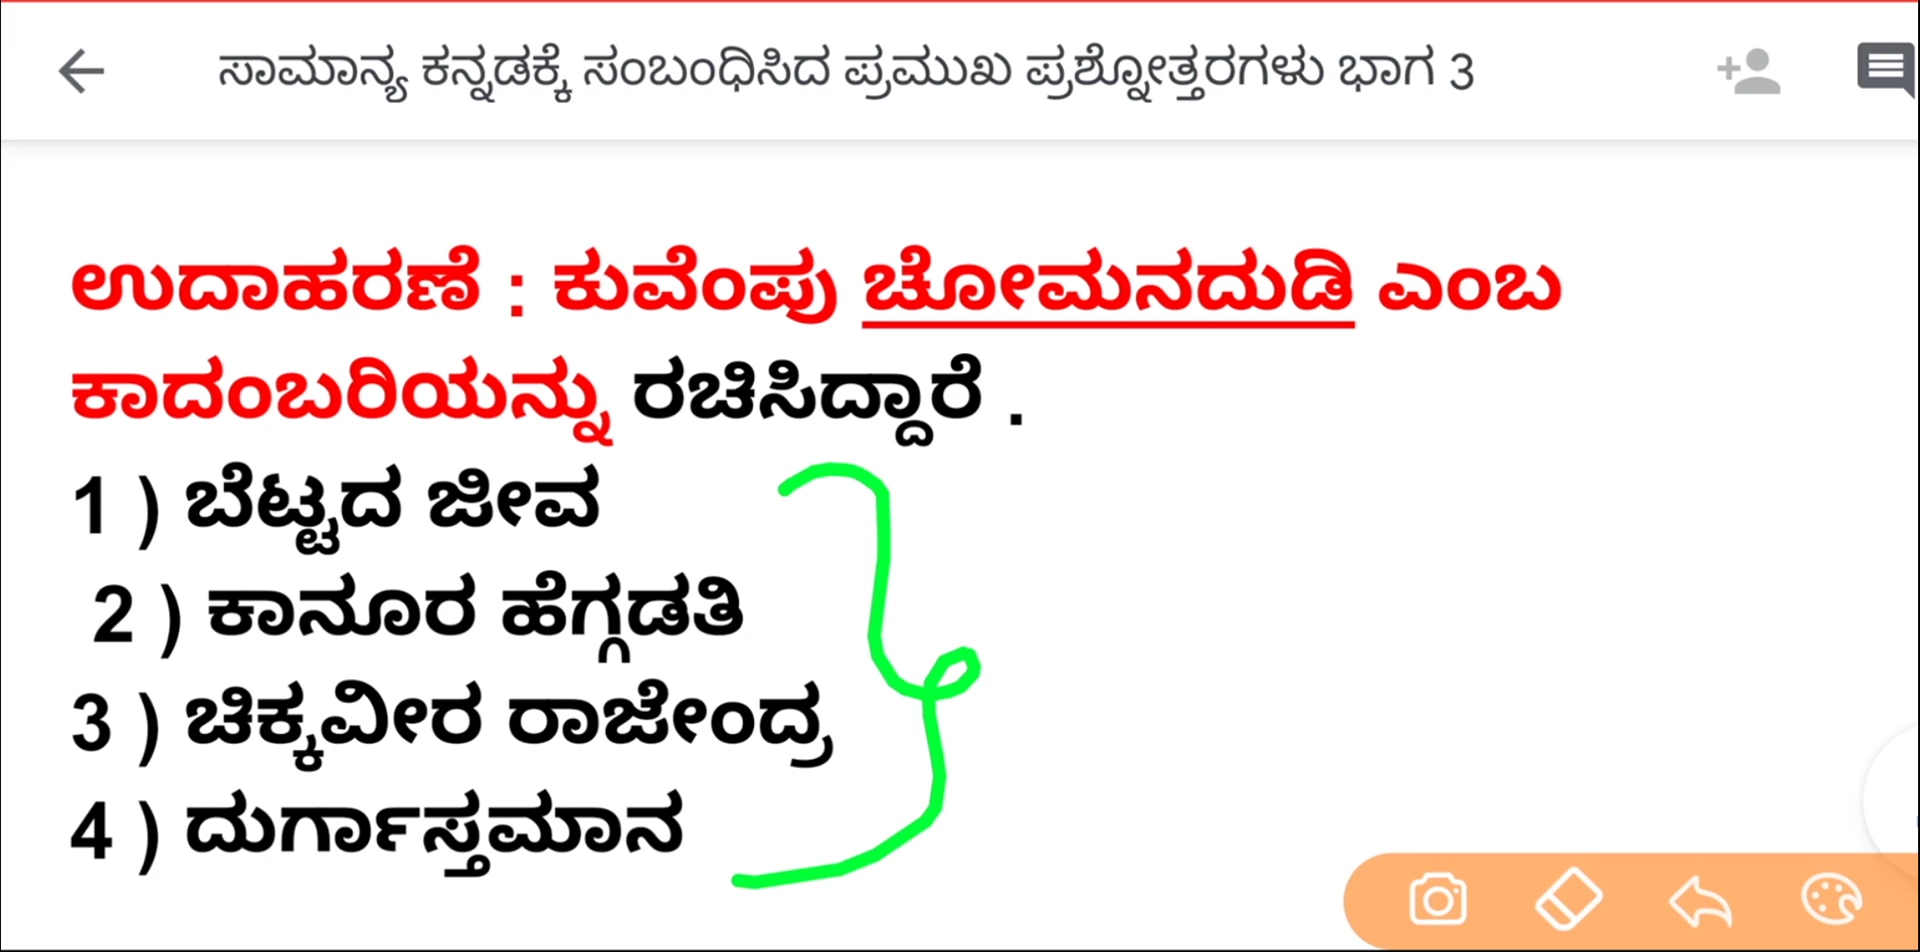 ಸಾಮಾನ್ಯ ಕನ್ನಡಕ್ಕೆ ಸಂಬಂಧಿಸಿದ ಪ್ರಮುಖ ಪ್ರಶ್ನೋತ್ತರಗಳು ಭಾಗ 3
ಉದಾಹರಣೆ : ಕುವೆಂಪು ಚೋಮನದುಡಿ ಎಂಬ
ಕಾದಂಬರಿಯನ್ನು ರಚಿಸಿದ್ದಾರೆ .
1 ) ಬೆಟ್ಟದ ಜೀವ
2 ) ಕಾನೂರ ಹೆಗ್ಗಡತಿ
3 ) ಚಿಕ್ಕವೀರ ರಾಜೇಂದ್ರ
4 ) ದುರ್ಗಾಸ್ತಮಾನ